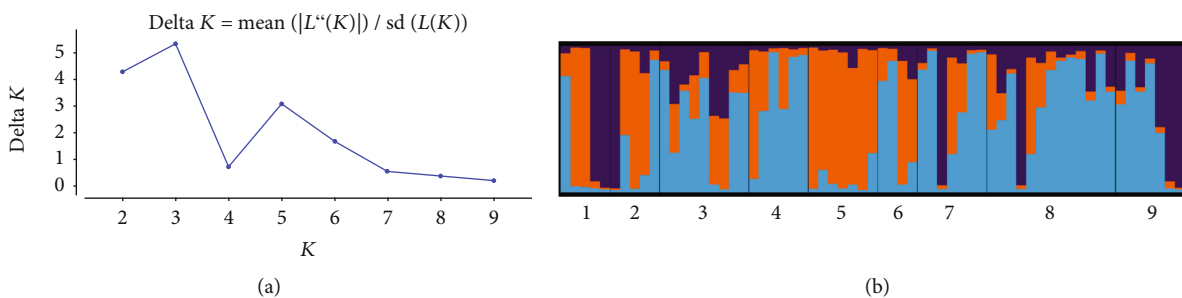 Delta K = mean (|L“(K)|) / sd (L(K))
Delta K
5
4
3
2
1
0
2 3 4 5 6 7 8 9
K
(a)
1 2 3 4 5 6 7 8 9
(b)